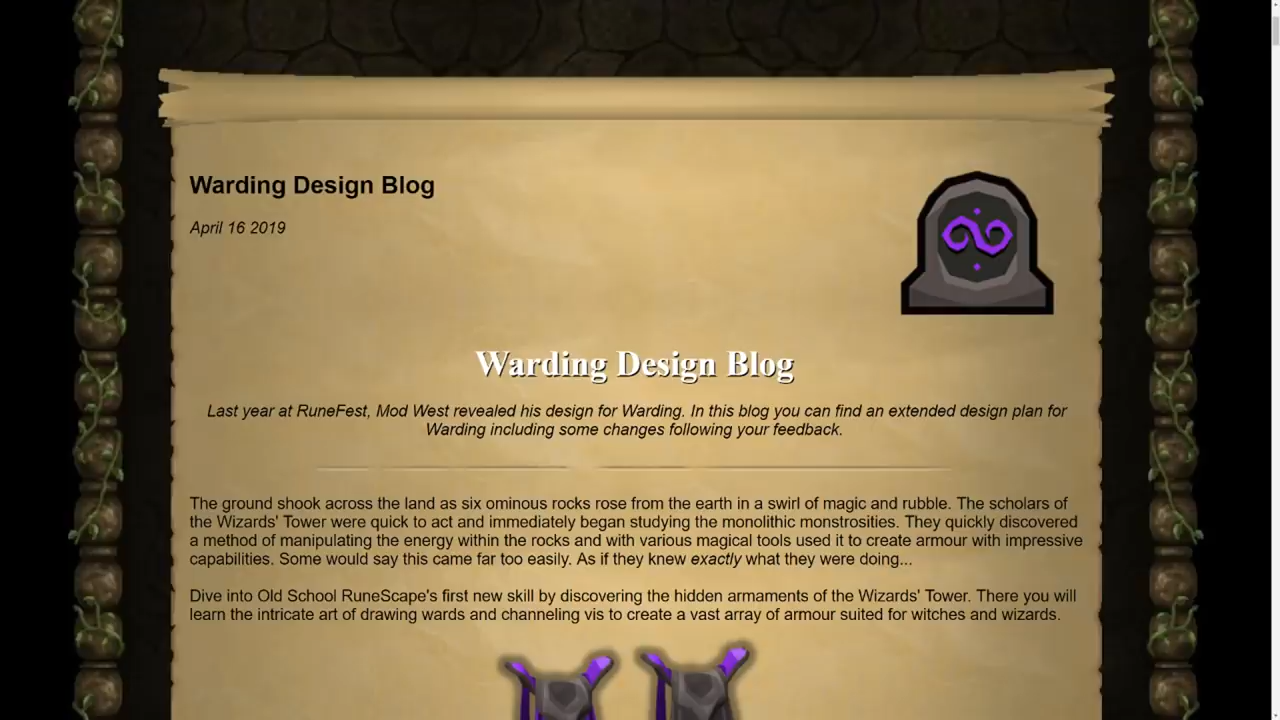 Warding Design Blog
April 16 2019
Warding Design Blog
Last year at RuneFest, Mod West revealed his design for Warding. In this blog you can find an extended design plan for
Warding including some changes following your feedback.
The ground shook across the land as six ominous rocks rose from the earth in a swirl of magic and rubble. The scholars of
the Wizards' Tower were quick to act and immediately began studying the monolithic monstrosities. They quickly discovered
a method of manipulating the energy within the rocks and with various magical tools used it to create armour with impressive
capabilities. Some would say this came far too easily. As if they knew exactly what they were doing...
Dive into Old School RuneScape's first new skill by discovering the hidden armaments of the Wizards' Tower. There you will
learn the intricate art of drawing wards and channeling vis to create a vast array of armour suited for witches and wizards.